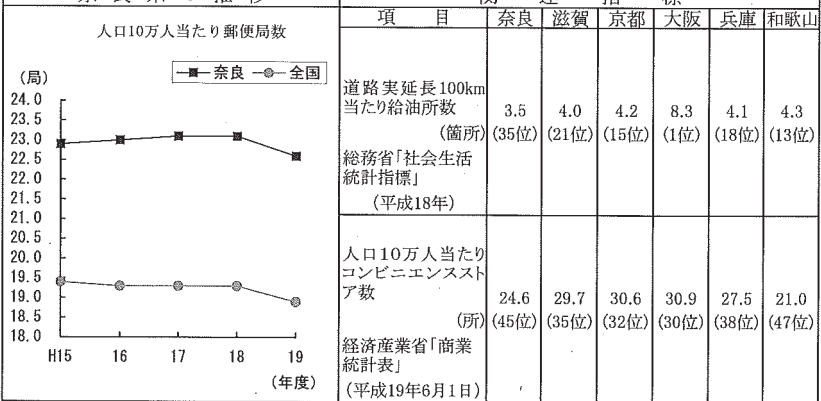 人口10万人当たり郵便局数
奈良 全国
(局)
24.0
23.5
23.0
22.5
22.0
21.5
21.0
20.5
20.0
19.5
19.0
18.5
18.0
H15 16 17 18 19
(年度)
項 目 奈良 滋賀 京都 大阪 兵庫 和歌山
道路実延長100km
当たり給油所数
(箇所)
総務省「社会生活
統計指標」
(平成18年)
3.5 4.0 4.2 8.3 4.1 4.3
(35位) (21位) (15位) (1位) (18位) (13位)
人口10万人当たり
コンビニエンススト
ア数
(所)
経済産業省「商業
統計表」
(平成19年6月1日)
24.6 29.7 30.6 30.9 27.5 21.0
(45位) (35位) (32位) (30位) (38位) (47位)